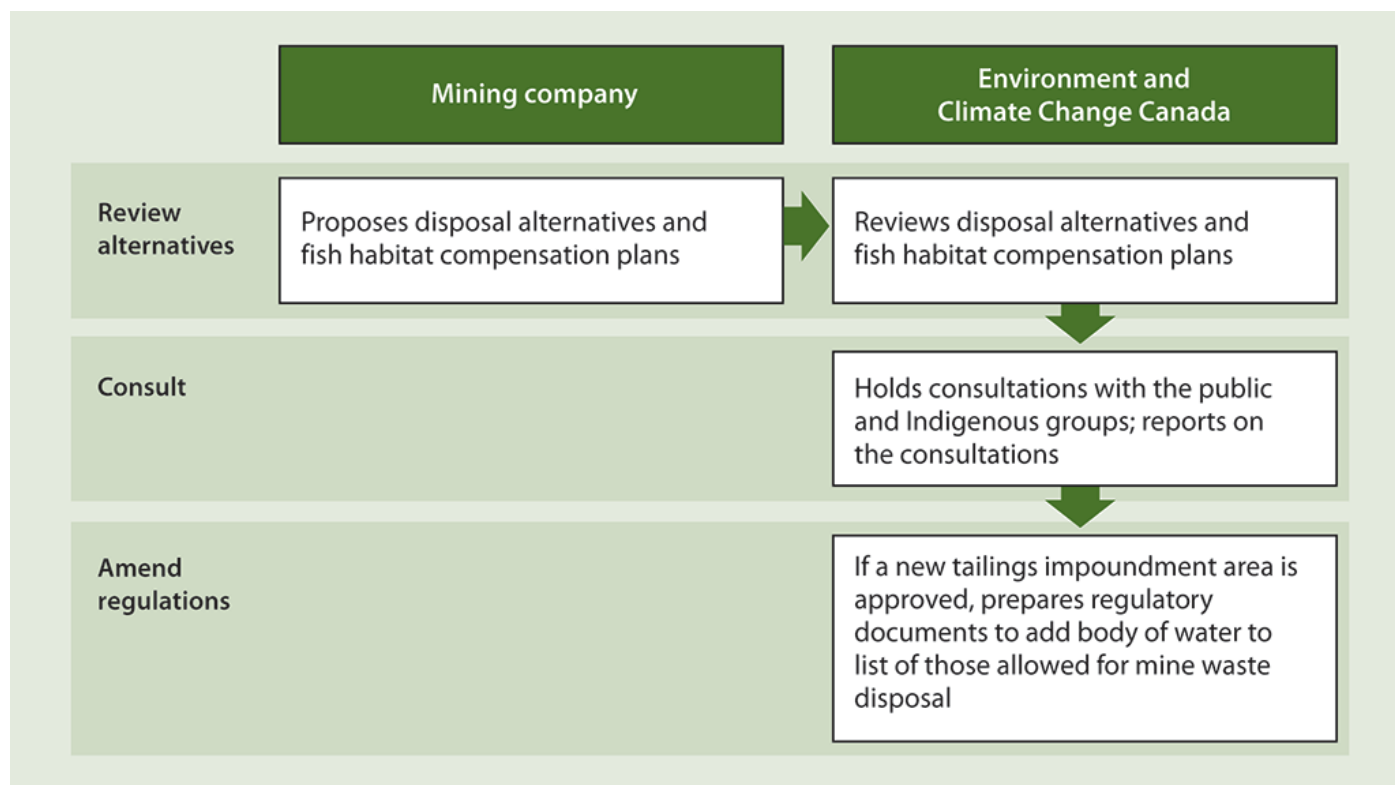 Mining company
Environment and
Climate Change Canada
Review
alternatives
Proposes disposal alternatives and
fish habitat compensation plans
Reviews disposal alternatives and
fish habitat compensation plans
Consult
Holds consultations with the public
and Indigenous groups; reports on
the consultations
Amend
regulations
If a new tailings impoundment area is
approved, prepares regulatory
documents to add body of water to
list of those allowed for mine waste
disposal